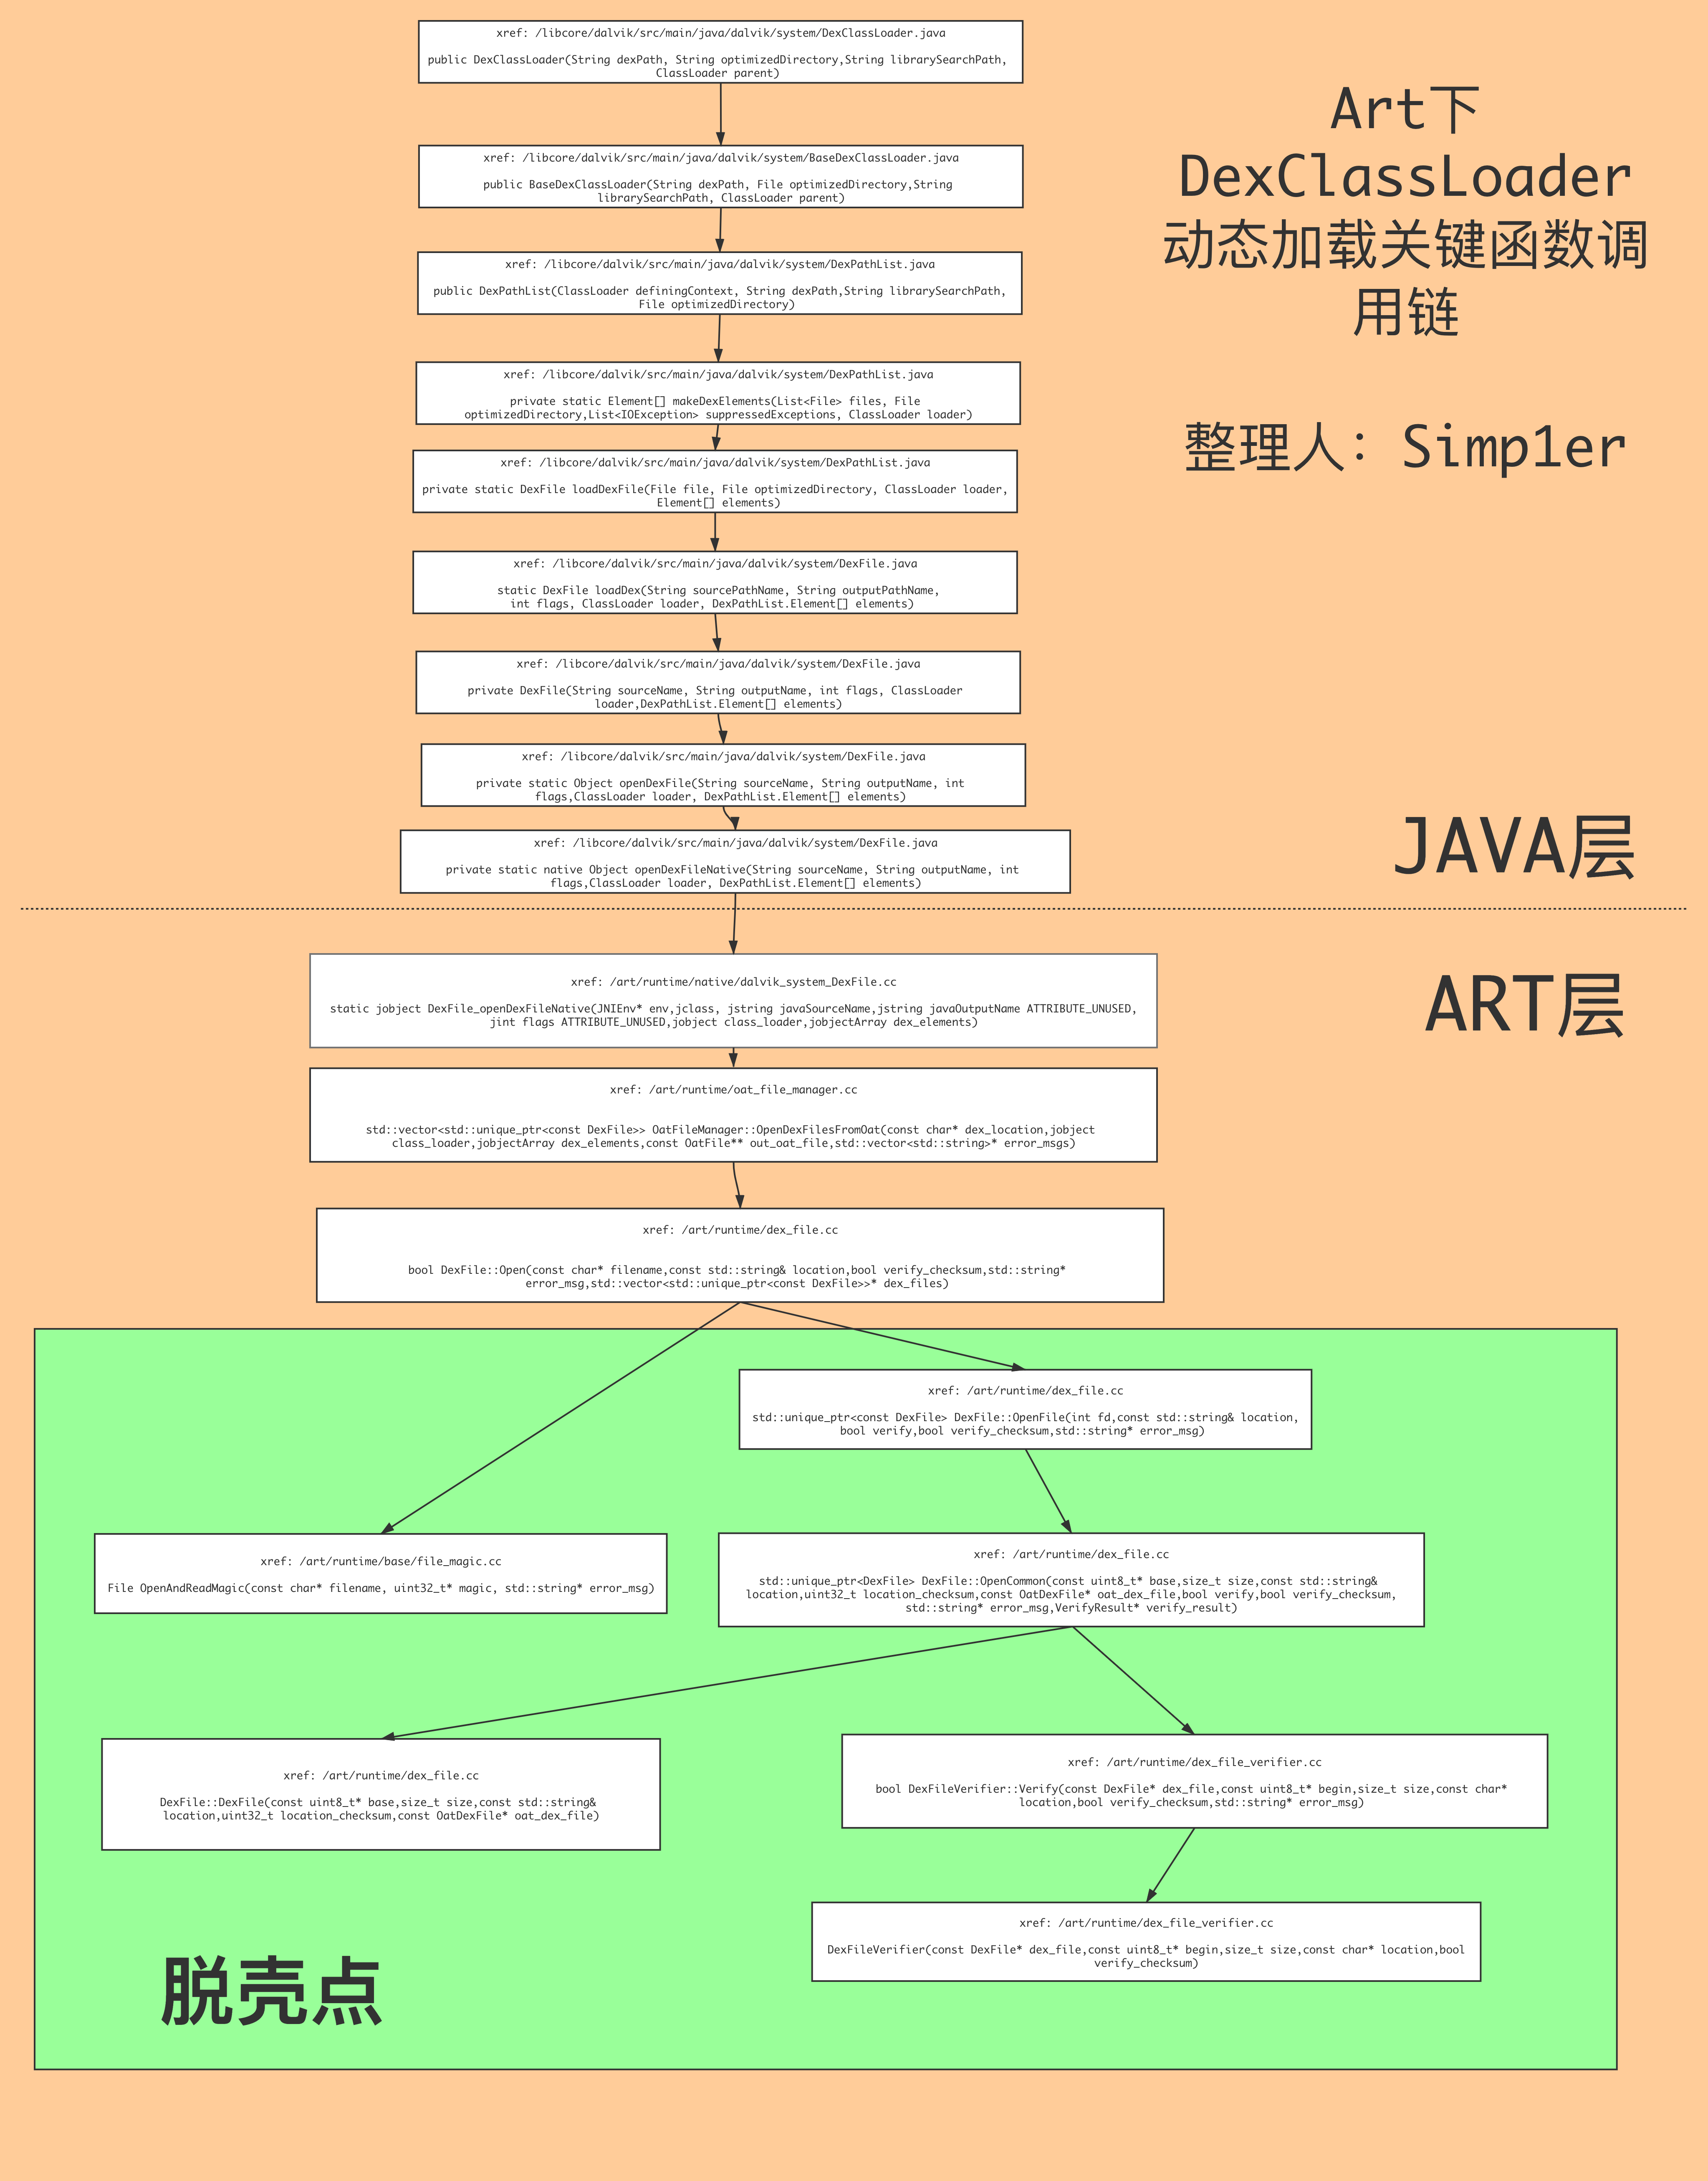 xref: /libcore/dalvik/src/main/java/dalvik/system/DexClassLoader.java
public DexClassLoader(String dexPath, String optimizedDirectory,String librarySearchPath,
ClassLoader parent)
Art下
DexClassLoader
动态加载关键函数调
用链
整理人：Simp1er
xref: /libcore/dalvik/src/main/java/dalvik/system/BaseDexClassLoader.java
public BaseDexClassLoader(String dexPath, File optimizedDirectory,String
librarySearchPath, ClassLoader parent)
xref: /libcore/dalvik/src/main/java/dalvik/system/DexPathList.java
public DexPathList(ClassLoader definingContext, String dexPath,String librarySearchPath,
File optimizedDirectory)
xref: /libcore/dalvik/src/main/java/dalvik/system/DexPathList.java
private static Element[] makeDexElements(List<File> files, File
optimizedDirectory,List<IOException> suppressedExceptions, ClassLoader loader)
xref: /libcore/dalvik/src/main/java/dalvik/system/DexPathList.java
private static DexFile loadDexFile(File file, File optimizedDirectory, ClassLoader loader,
Element[] elements)
xref: /libcore/dalvik/src/main/java/dalvik/system/DexFile.java
static DexFile loadDex(String sourcePathName, String outputPathName,
int flags, ClassLoader loader, DexPathList.Element[] elements)
xref: /libcore/dalvik/src/main/java/dalvik/system/DexFile.java
private DexFile(String sourceName, String outputName, int flags, ClassLoader
loader,DexPathList.Element[] elements)
xref: /libcore/dalvik/src/main/java/dalvik/system/DexFile.java
private static Object openDexFile(String sourceName, String outputName, int
flags,ClassLoader loader, DexPathList.Element[] elements)
xref: /libcore/dalvik/src/main/java/dalvik/system/DexFile.java
private static native Object openDexFileNative(String sourceName, String outputName, int
flags,ClassLoader loader, DexPathList.Element[] elements)
JAVA层
ART层
xref: /art/runtime/native/dalvik_system_DexFile.cc
static jobject DexFile_openDexFileNative(JNIEnv* env,jclass, jstring javaSourceName,jstring javaOutputName ATTRIBUTE_UNUSED,
jint flags ATTRIBUTE_UNUSED,jobject class_loader,jobjectArray dex_elements)
xref: /art/runtime/oat_file_manager.cc
std::vector<std::unique_ptr<const DexFile>> OatFileManager::OpenDexFilesFromOat(const char* dex_location,jobject
class_loader,jobjectArray dex_elements,const OatFile** out_oat_file,std::vector<std::string>* error_msgs)
xref: /art/runtime/dex_file.cc
bool DexFile::Open(const char* filename,const std::string& location,bool verify_checksum,std::string*
error_msg,std::vector<std::unique_ptr<const DexFile>>* dex_files)
xref: /art/runtime/dex_file.cc
std::unique_ptr<const DexFile> DexFile::OpenFile(int fd,const std::string& location,
bool verify,bool verify_checksum,std::string* error_msg)
xref: /art/runtime/base/file_magic.cc
File OpenAndReadMagic(const char* filename, uint32_t* magic, std::string* error_msg)
xref: /art/runtime/dex_file.cc
std::unique_ptr<DexFile> DexFile::OpenCommon(const uint8_t* base,size_t size,const std::string&
location,uint32_t location_checksum,const OatDexFile* oat_dex_file,bool verify,bool verify_checksum,
std::string* error_msg,VerifyResult* verify_result)
xref: /art/runtime/dex_file.cc
DexFile::DexFile(const uint8_t* base,size_t size,const std::string&
location,uint32_t location_checksum,const OatDexFile* oat_dex_file)
xref: /art/runtime/dex_file_verifier.cc
bool DexFileVerifier::Verify(const DexFile* dex_file,const uint8_t* begin,size_t size,const char*
location,bool verify_checksum,std::string* error_msg)
xref: /art/runtime/dex_file_verifier.cc
DexFileVerifier(const DexFile* dex_file,const uint8_t* begin,size_t size,const char* location,bool
verify_checksum)
脱壳点